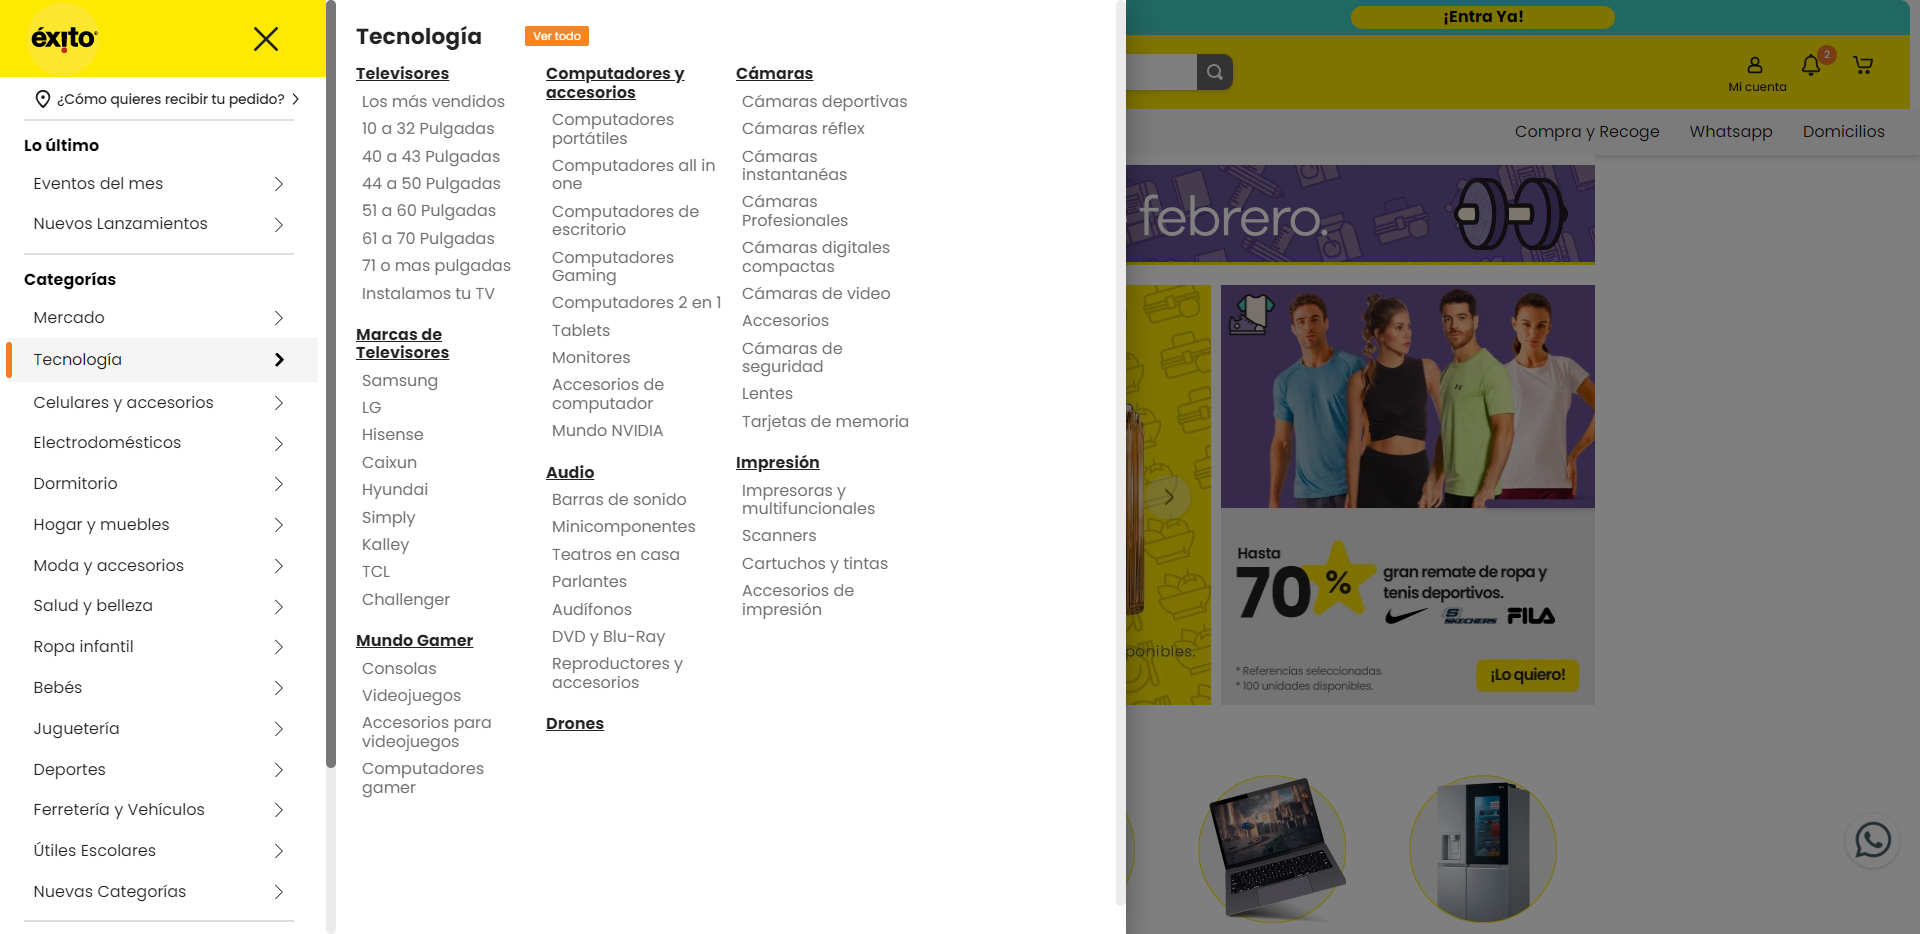 éxito
¿Cómo quieres recibir tu pedido?
Lo último
Eventos del mes
Nuevos Lanzamientos
Categorías
Mercado
Tecnología
Celulares y accesorios
Electrodomésticos
Dormitorio
Hogar y muebles
Moda y accesorios
Salud y belleza
Ropa infantil
Bebés
Juguetería
Deportes
Ferretería y Vehículos
Útiles Escolares
Nuevas Categorías
Tecnología
Ver todo
Televisores
Los más vendidos
10 a 32 Pulgadas
40 a 43 Pulgadas
44 a 50 Pulgadas
51 a 60 Pulgadas
61 a 70 Pulgadas
71 o mas pulgadas
Instalamos tu TV
Marcas de
Televisores
Samsung
LG
Hisense
Caixun
Hyundai
Simply
Kalley
TCL
Challenger
Mundo Gamer
Consolas
Videojuegos
Accesorios para
videojuegos
Computadores
gamer
Computadores y
accesorios
Computadores
portátiles
Computadores all in
one
Computadores de
escritorio
Computadores
Gaming
Computadores 2 en 1
Tablets
Monitores
Accesorios de
computador
Mundo NVIDIA
Audio
Barras de sonido
Minicomponentes
Teatros en casa
Parlantes
Audífonos
DVD y Blu-Ray
Reproductores y
accesorios
Drones
Cámaras
Cámaras deportivas
Cámaras réflex
Cámaras
instantanéas
Cámaras
Profesionales
Cámaras digitales
compactas
Cámaras de video
Accesorios
Cámaras de
seguridad
Lentes
Tarjetas de memoria
Impresión
Impresoras y
multifuncionales
Scanners
Cartuchos y tintas
Accesorios de
impresión
¡Entra Ya!
2
Mi cuenta
Compra y Recoge
Whatsapp
Domicilios
febrero.
ponibles.
Hasta
70%
gran remate de ropa y
tenis deportivos.
SKECHERS
FILA
* Referencias seleccionadas.
* 100 unidades disponibles.
¡Lo quiero!